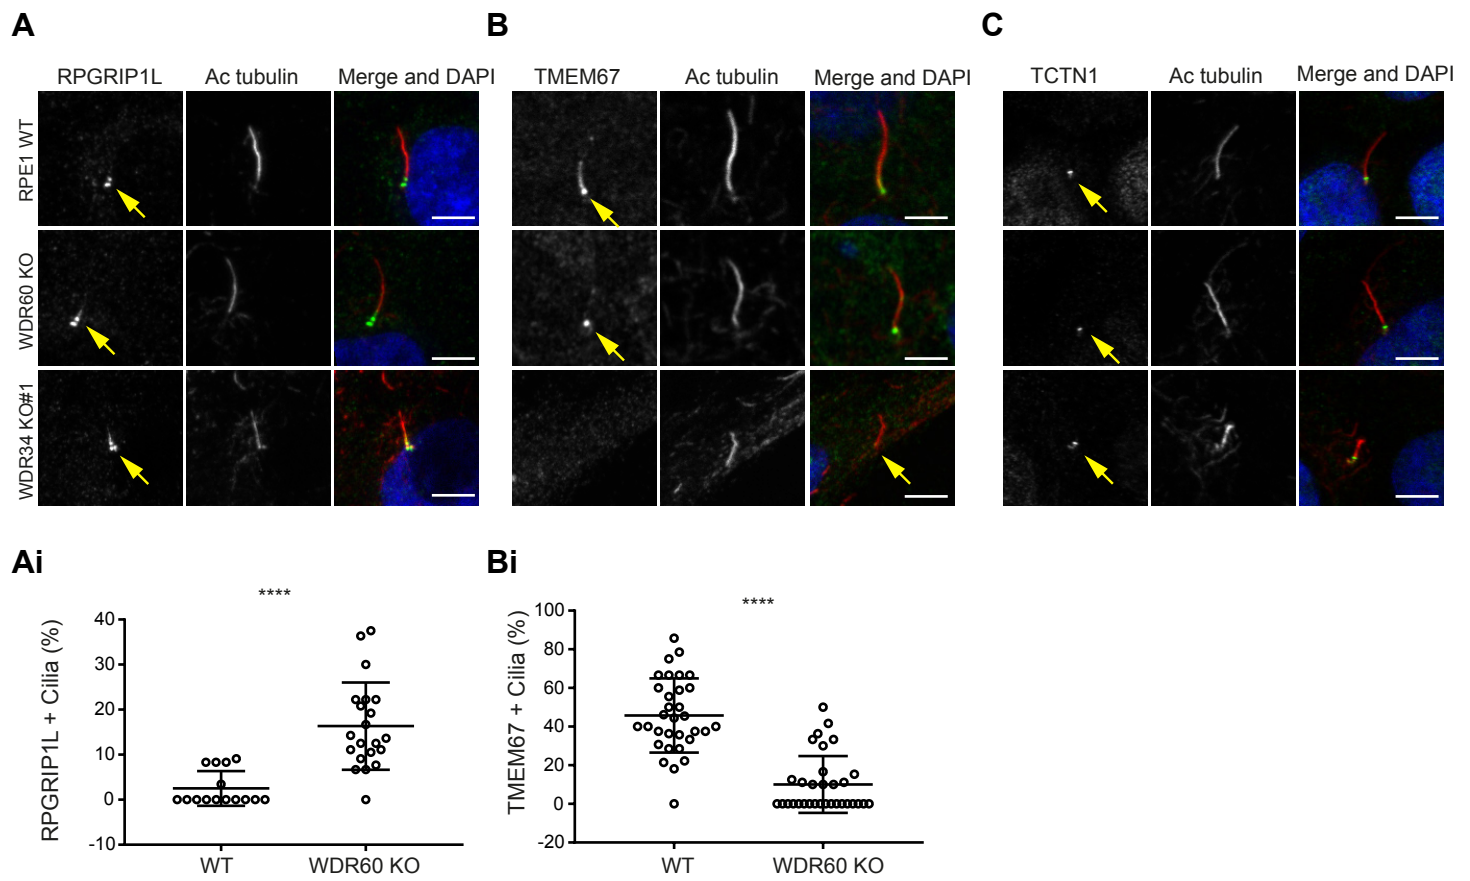 A B C
RPGRIP1L Ac tubulin Merge and DAPI TMEM67 Ac tubulin Merge and DAPI TCTN1 Ac tubulin Merge and DAPI
RPE1 WT
WDR60 KO
WDR34 KO#1
Ai
****
RPGRIP1L + Cilia (%)
40
30
20
10
0
-10
WT WDR60 KO
Bi
****
TMEM67 + Cilia (%)
100
80
60
40
20
0
-20
WT WDR60 KO